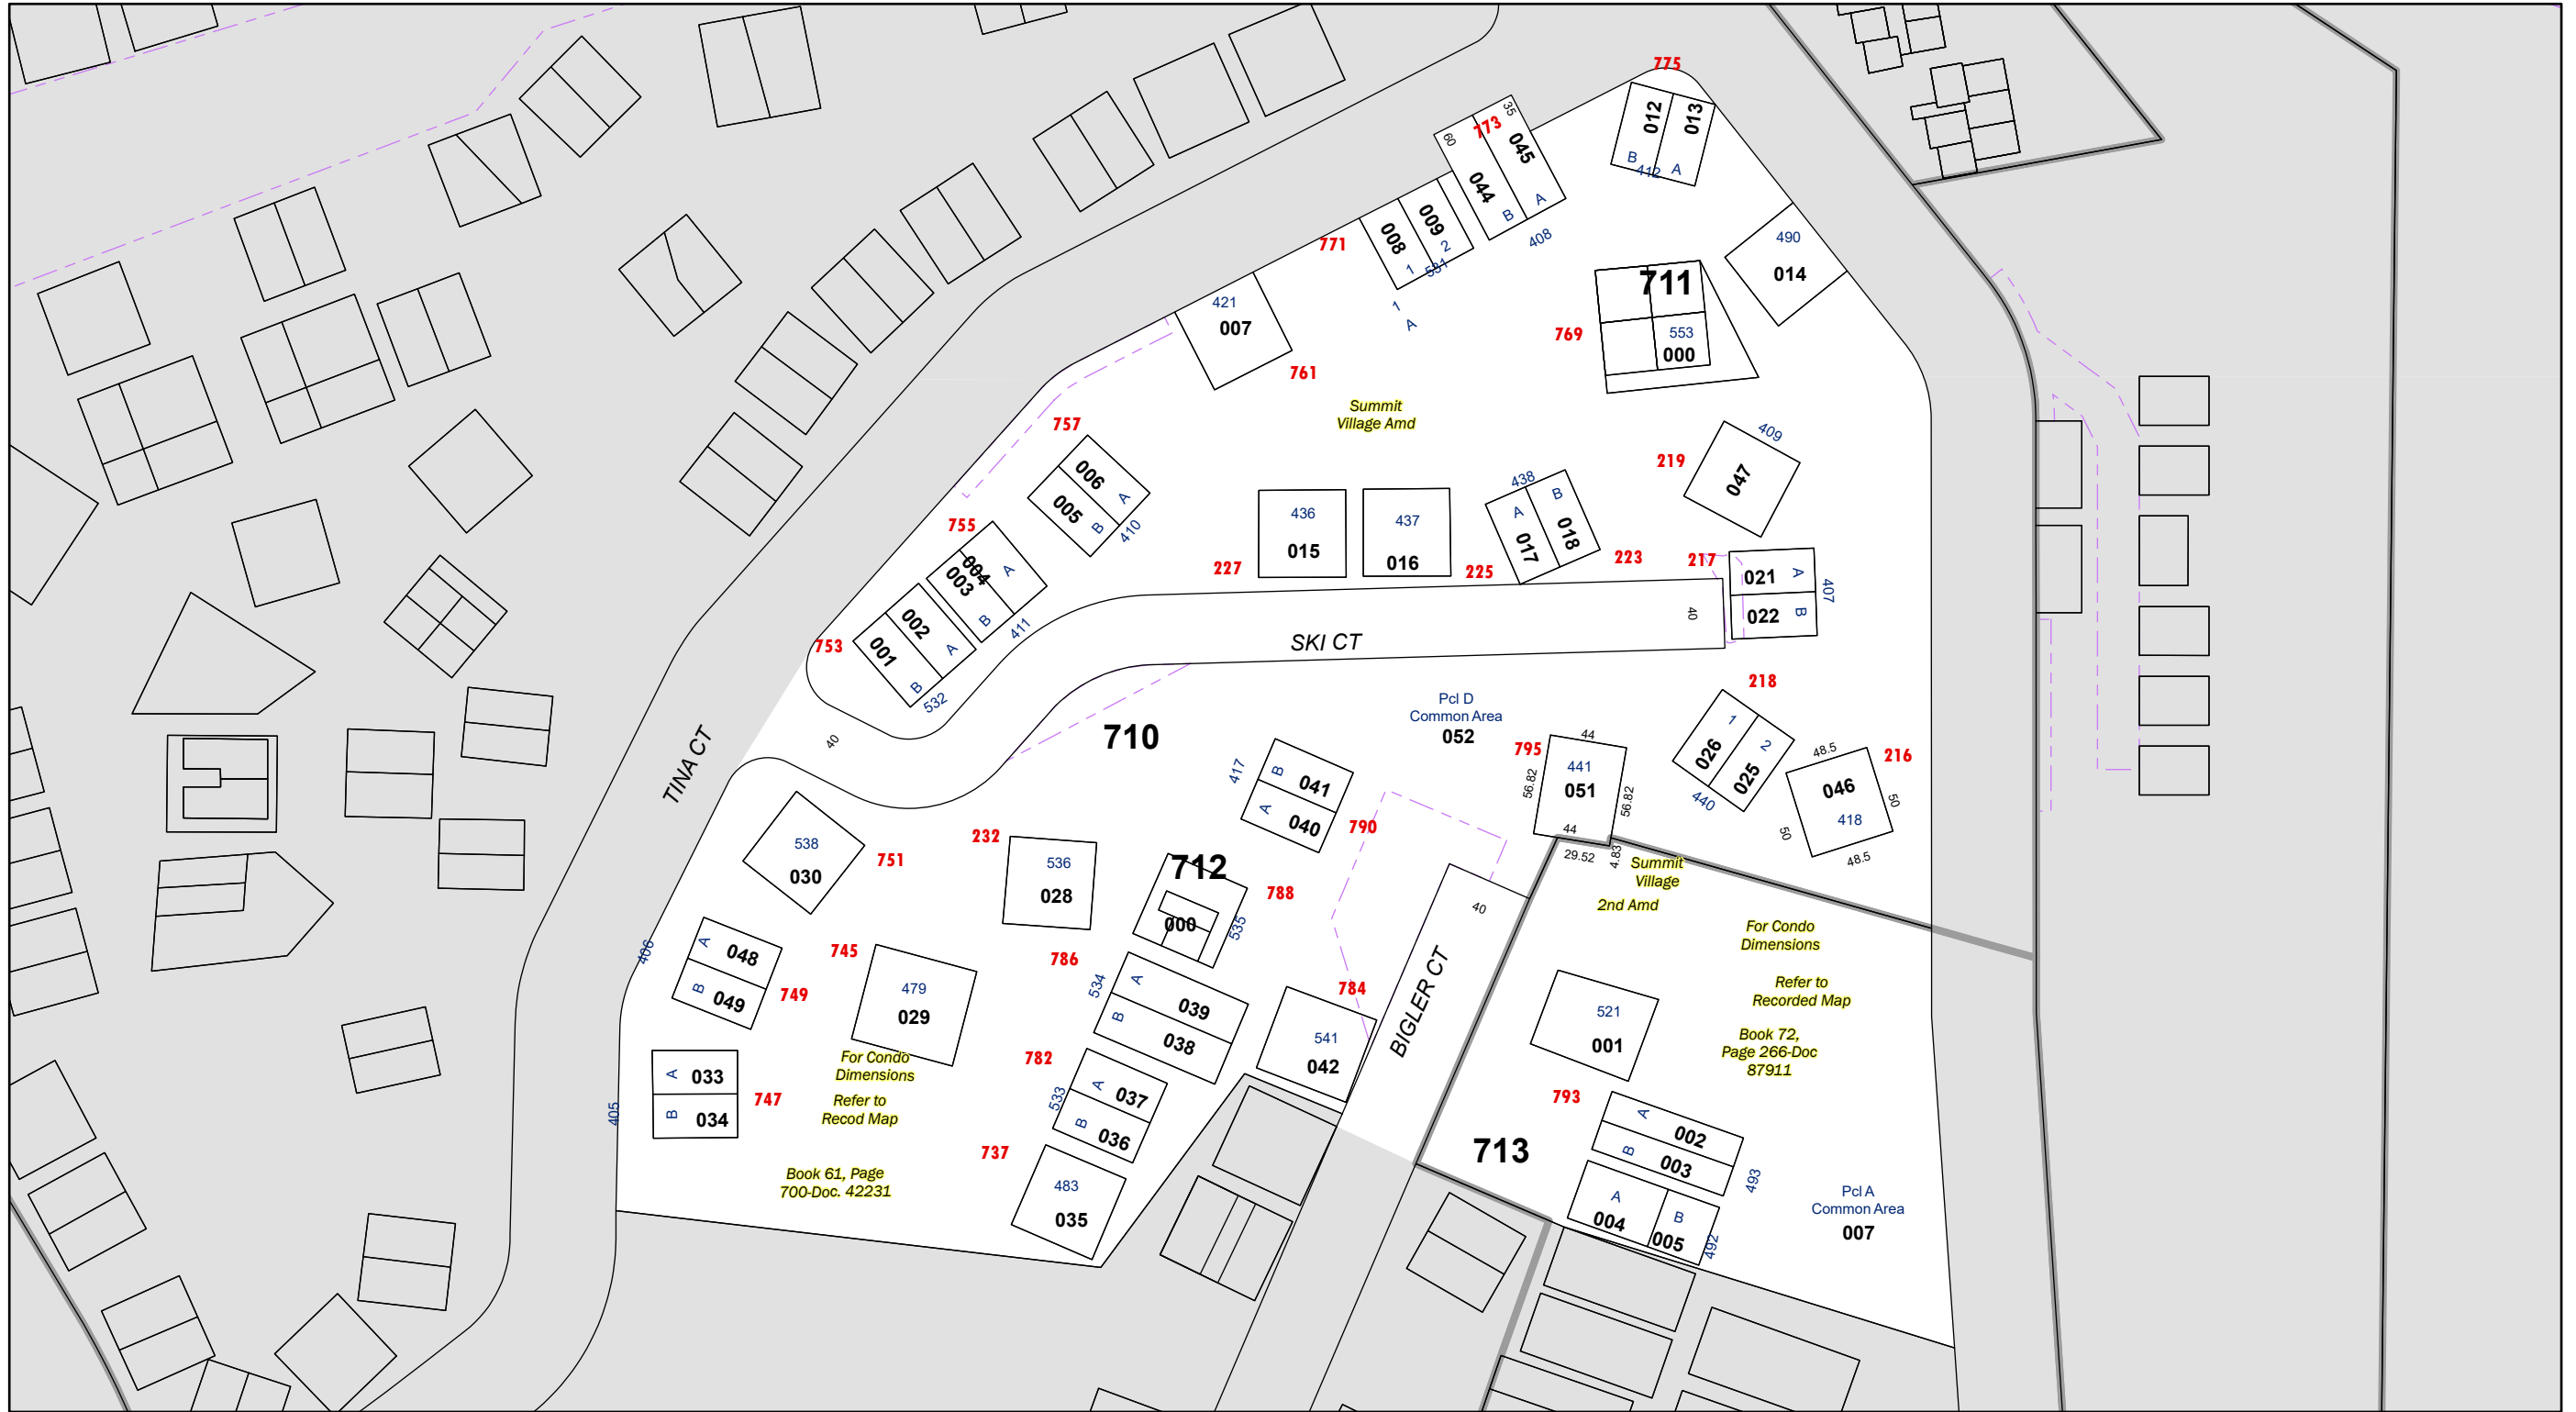 775
012
013
B
412
A
35
773
60
045
044
A
B
408
771
008
009
2
1
531
1
A
490
014
711
421
007
769
553
000
761
Summit
Village Amd
757
006
005
A
B
410
409
219
047
438
436
015
437
016
A
B
017
018
227
225
223
755
004
003
A
B
411
753
002
001
A
B
532
217
021
A
022
B
407
40
SKI CT
TINA CT
40
218
Pcl D
Common Area
052
710
1
2
026
025
440
216
48.5
046
50
50
418
48.5
795
44
441
051
56.82
56.82
44
29.52
4.83
417
B
041
A
040
790
538
030
751
232
536
028
712
788
000
535
40
BIGLER CT
Summit
Village
2nd Amd
For Condo
Dimensions
Refer to
Recorded Map
Book 72,
Page 266-Doc
87911
406
A
048
B
049
749
745
479
029
786
534
A
039
B
038
784
541
042
521
001
For Condo
Dimensions
Refer to
Recod Map
Book 61, Page
700-Doc. 42231
405
A
033
B
034
747
782
533
A
037
B
036
737
483
035
793
A
002
B
003
493
713
A
004
B
005
492
Pcl A
Common Area
007